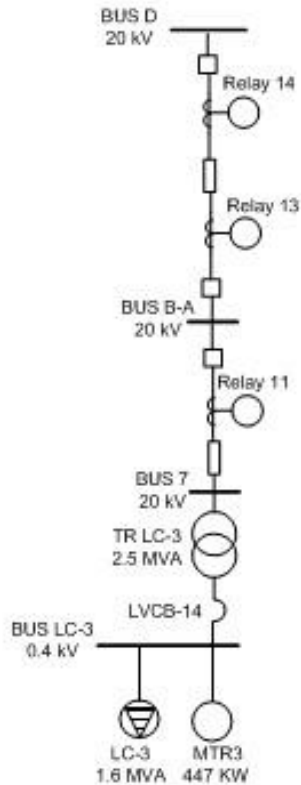 BUS D
20 kV
Relay 14
Relay 13
BUS B-A
20 kV
Relay 11
BUS 7
20 kV
TR LC-3
2.5 MVA
LVCB-14
BUS LC-3
0.4 kV
LC-3
1.6 MVA
MTR3
447 KW